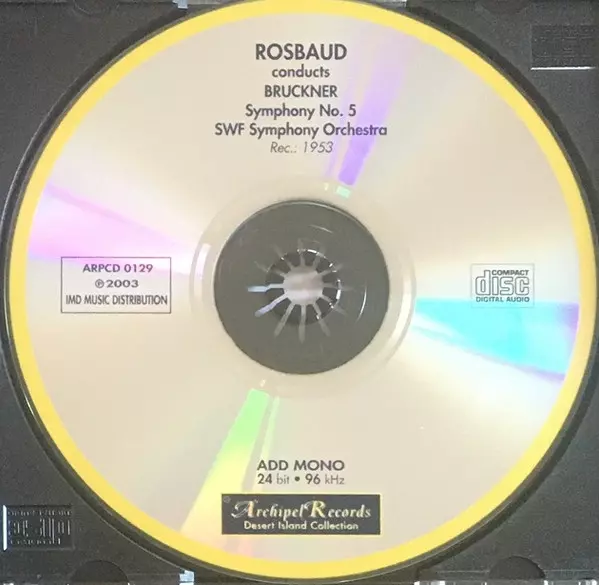 ROSBAUD
conducts
BRUCKNER
Symphony No. 5
SWF Symphony Orchestra
Rec.: 1953
ARPCD 0129
℗ 2003
IMD MUSIC DISTRIBUTION
COMPACT
disc
DIGITAL AUDIO
ADD MONO
24 bit • 96 kHz
Archipel Records
Desert Island Collection